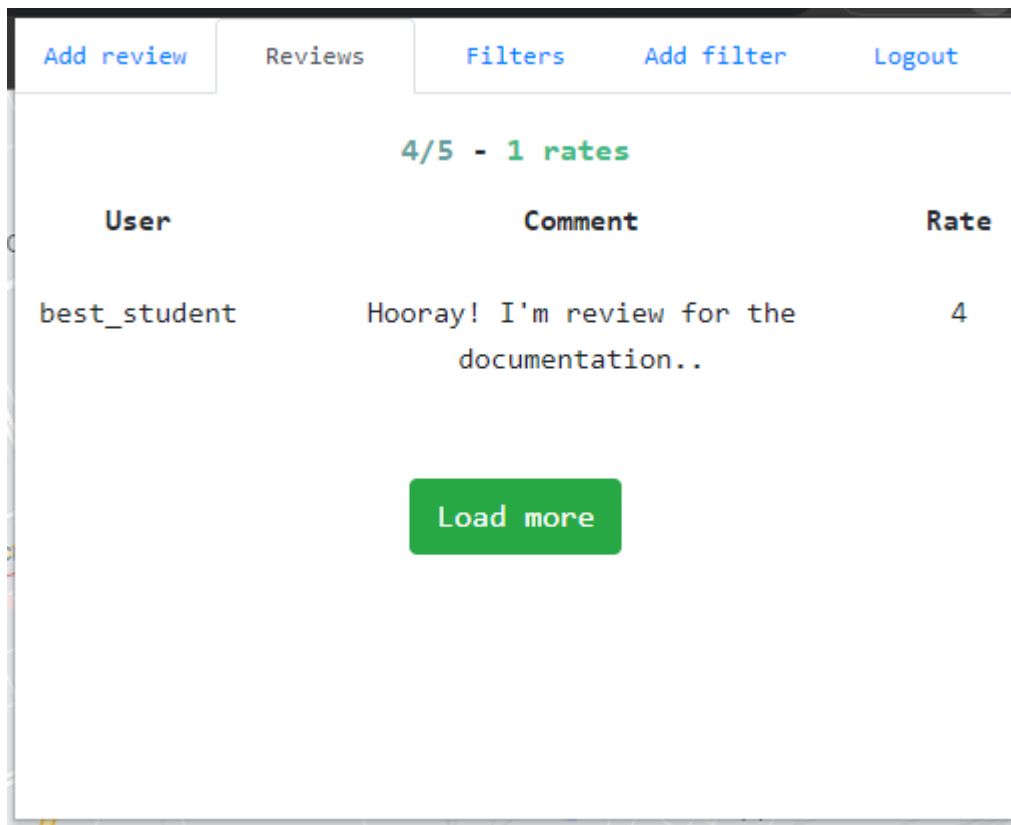 Add review Reviews Filters Add filter Logout
4/5 - 1 rates
User Comment Rate
best_student Hooray! I'm review for the 4
documentation..
Load more